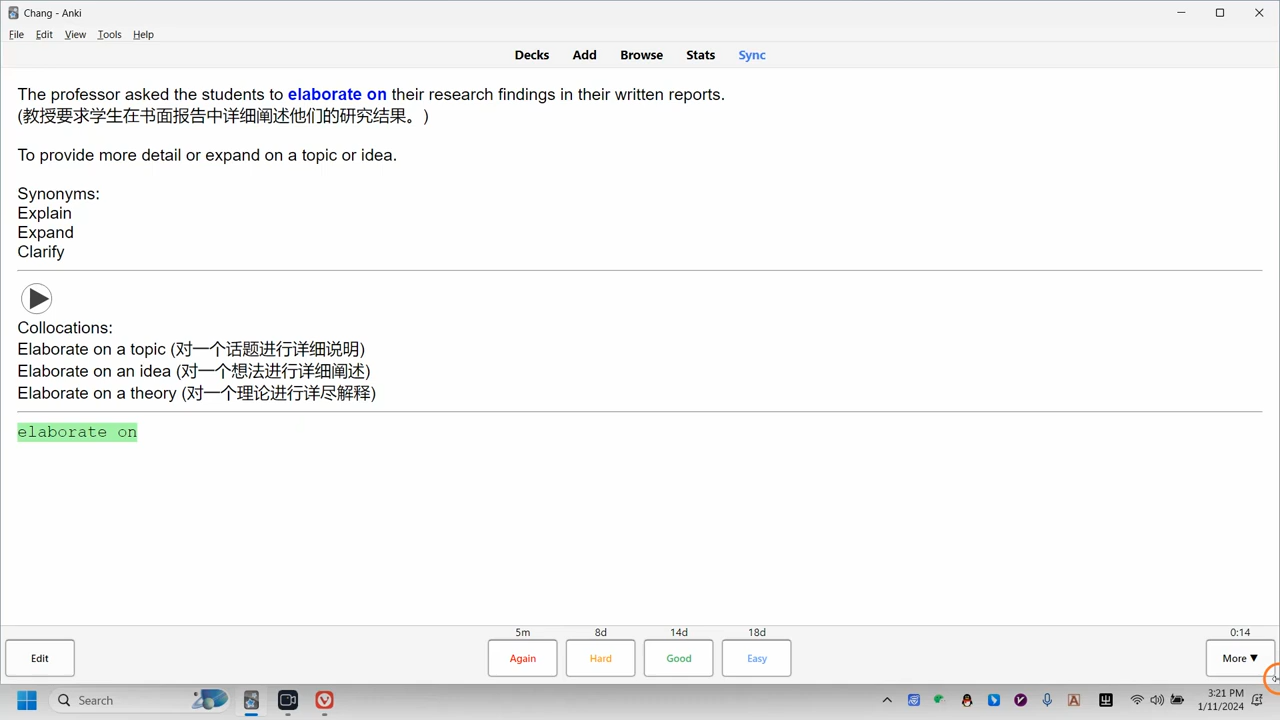 Chang - Anki
File Edit View Tools Help
Decks Add Browse Stats Sync
The professor asked the students to elaborate on their research findings in their written reports.
(教授要求学生在书面报告中详细阐述他们的研究结果。)
To provide more detail or expand on a topic or idea.
Synonyms:
Explain
Expand
Clarify
Collocations:
Elaborate on a topic (对一个话题进行详细说明)
Elaborate on an idea (对一个想法进行详细阐述)
Elaborate on a theory (对一个理论进行详尽解释)
elaborate on
5m 8d 14d 18d 0:14
Edit Again Hard Good Easy More ▼
Search
3:21 PM
1/11/2024